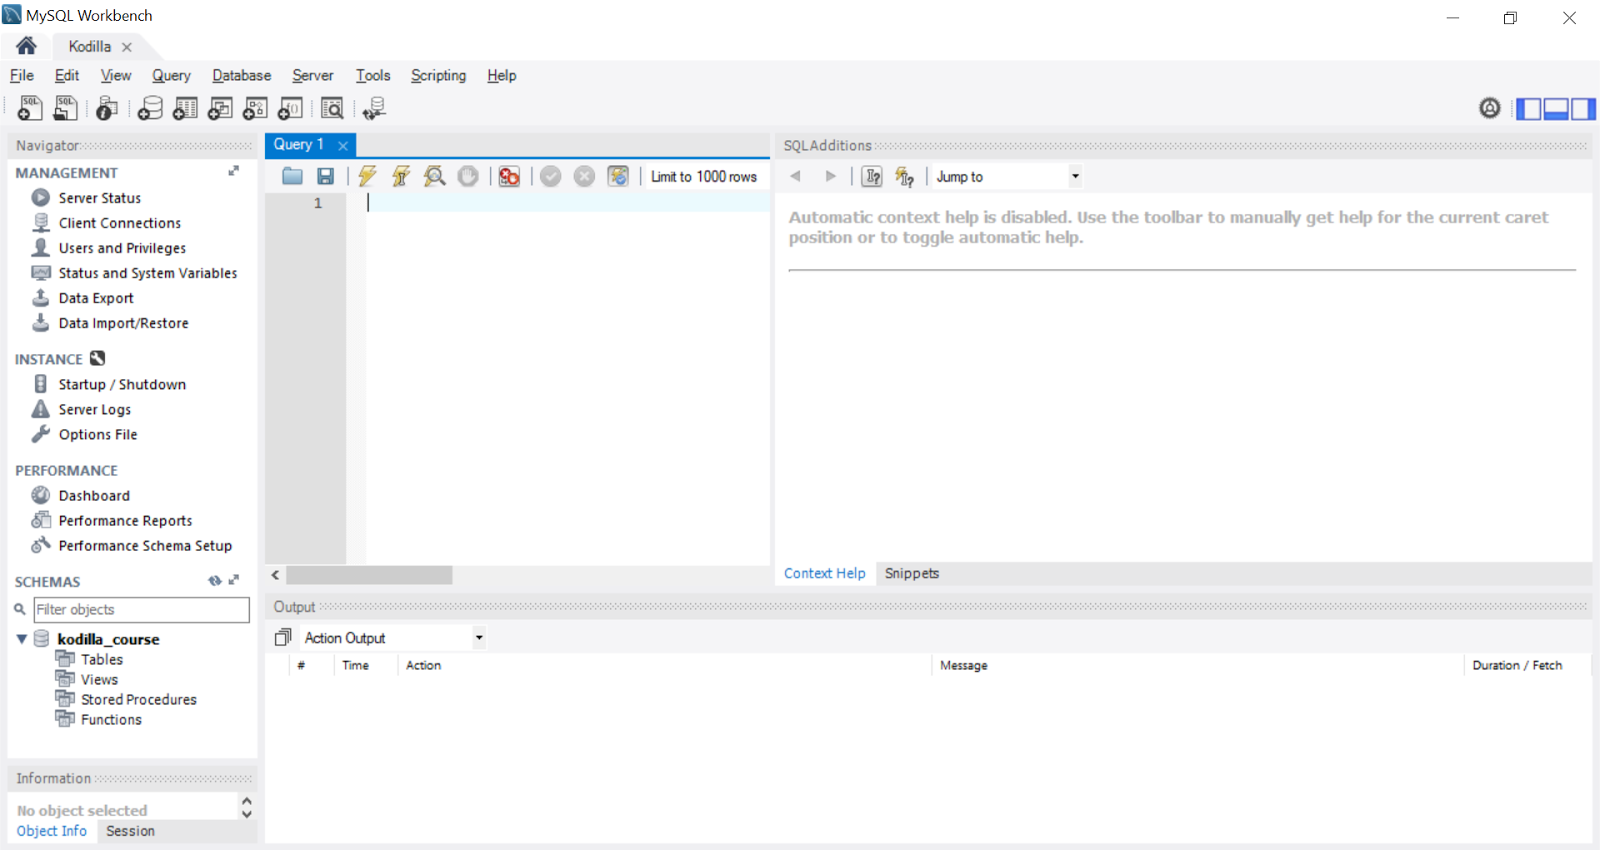 MySQL Workbench
Kodilla
File Edit View Query Database Server Tools Scripting Help
SQL SQL
Navigator
MANAGEMENT
Server Status
Client Connections
Users and Privileges
Status and System Variables
Data Export
Data Import/Restore
INSTANCE
Startup / Shutdown
Server Logs
Options File
PERFORMANCE
Dashboard
Performance Reports
Performance Schema Setup
SCHEMAS
Filter objects
kodilla_course
Tables
Views
Stored Procedures
Functions
Information
No object selected
Object Info Session
Query 1
Limit to 1000 rows
1
SQLAdditions
Jump to
Automatic context help is disabled. Use the toolbar to manually get help for the current caret
position or to toggle automatic help.
Context Help Snippets
Output
Action Output
# Time Action Message Duration / Fetch